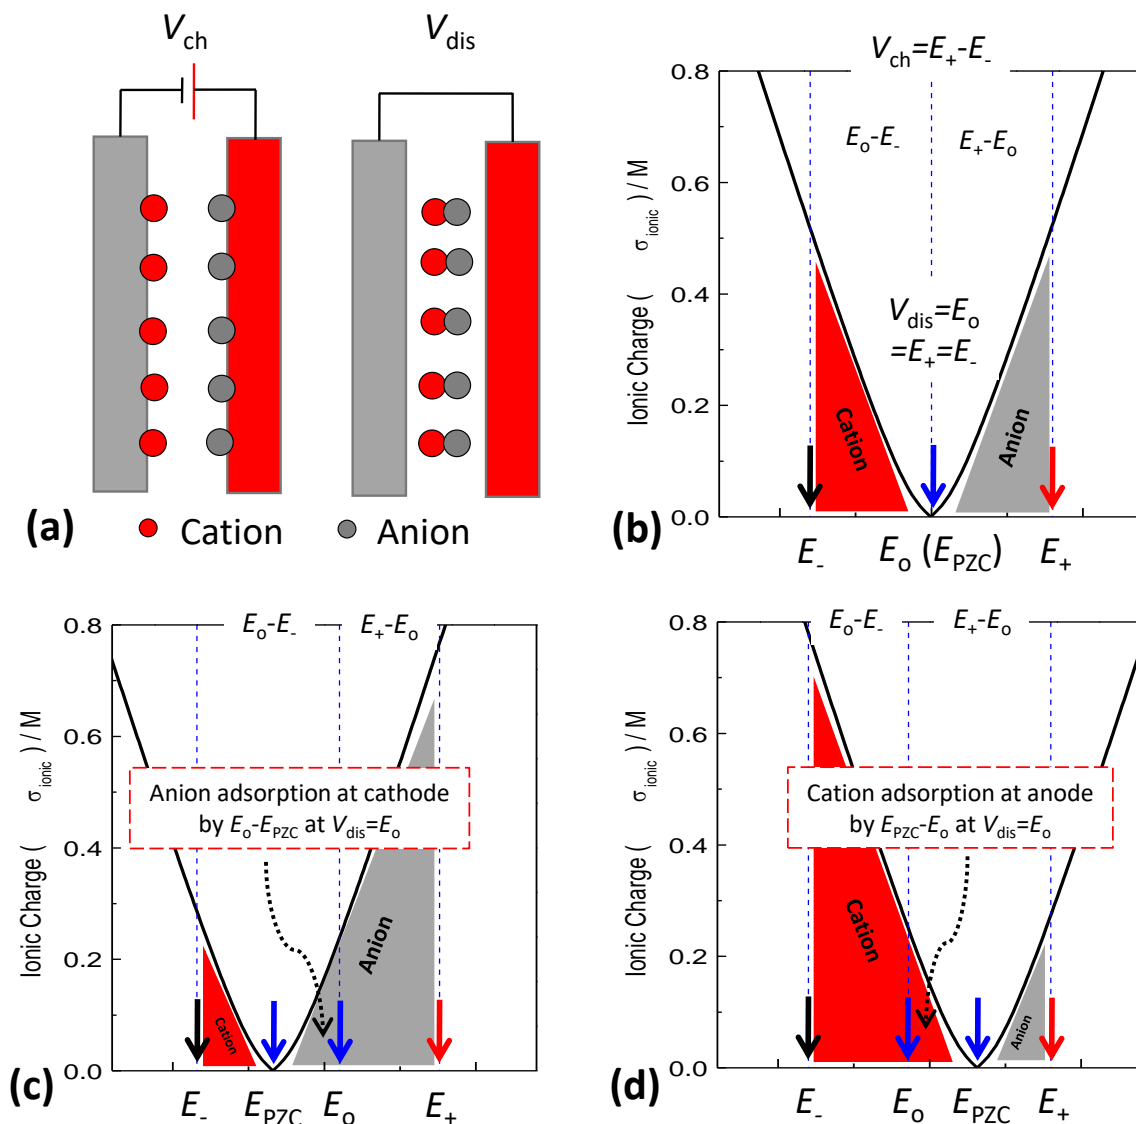 V_ch
V_dis
Cation
Anion
(a)
V_ch=E_+-E_-
0.8
E_o-E_-
E_+-E_o
0.6
Ionic Charge ( σ_ionic ) / M
0.4
V_dis=E_o
=E_+=E_-
0.2
Cation
Anion
0.0
E_-
E_o (E_PZC)
E_+
(b)
0.8
E_o-E_-
E_+-E_o
0.6
Ionic Charge ( σ_ionic ) / M
Anion adsorption at cathode
by E_o-E_PZC at V_dis=E_o
0.4
0.2
Cation
Anion
0.0
E_-
E_PZC
E_o
E_+
(c)
0.8
E_o-E_-
E_+-E_o
0.6
Ionic Charge ( σ_ionic ) / M
Cation adsorption at anode
by E_PZC-E_o at V_dis=E_o
0.4
0.2
Cation
Anion
0.0
E_-
E_o
E_PZC
E_+
(d)